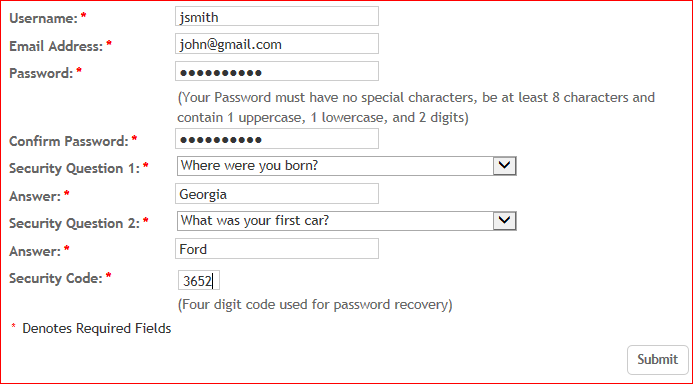 Username: * jsmith
Email Address: * john@gmail.com
Password: * ●●●●●●●●●●
(Your Password must have no special characters, be at least 8 characters and
contain 1 uppercase, 1 lowercase, and 2 digits)
Confirm Password: * ●●●●●●●●●●
Security Question 1: * Where were you born?
Answer: * Georgia
Security Question 2: * What was your first car?
Answer: * Ford
Security Code: * 3652
(Four digit code used for password recovery)
* Denotes Required Fields
Submit